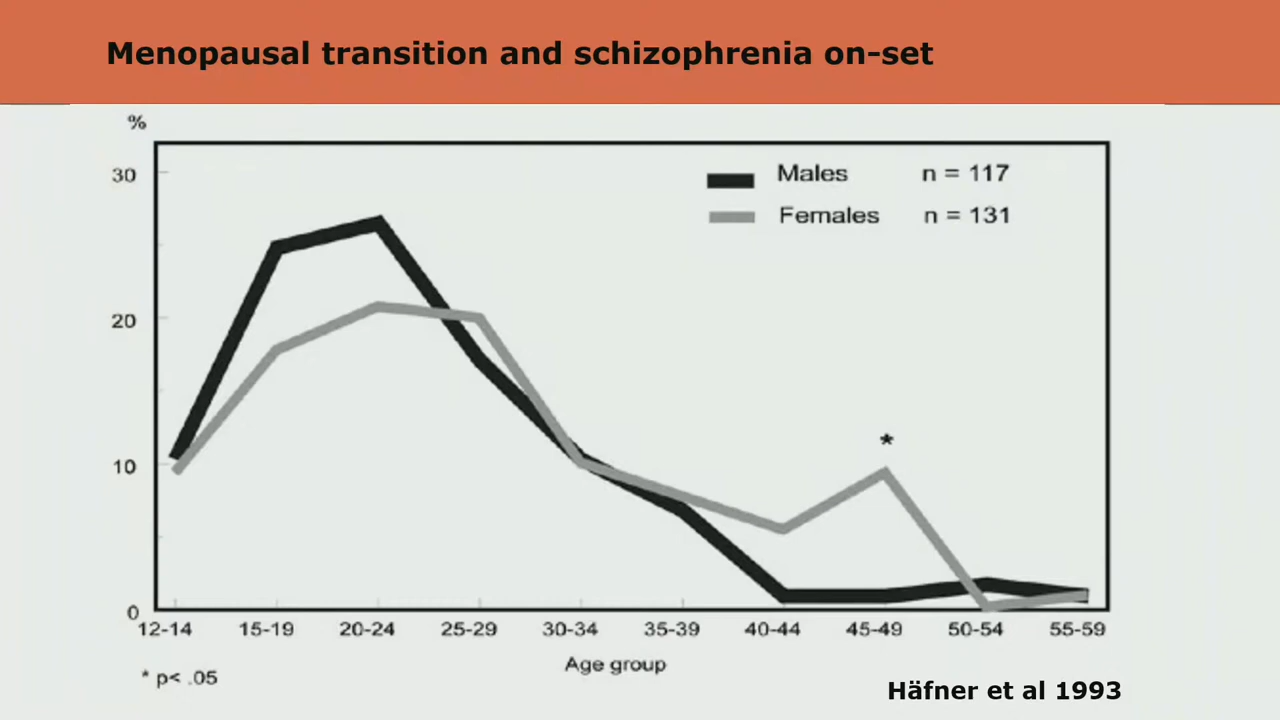 Menopausal transition and schizophrenia on-set
%
30
20
10
0
Males n = 117
Females n = 131
*
12-14 15-19 20-24 25-29 30-34 35-39 40-44 45-49 50-54 55-59
Age group
* p< .05
Häfner et al 1993